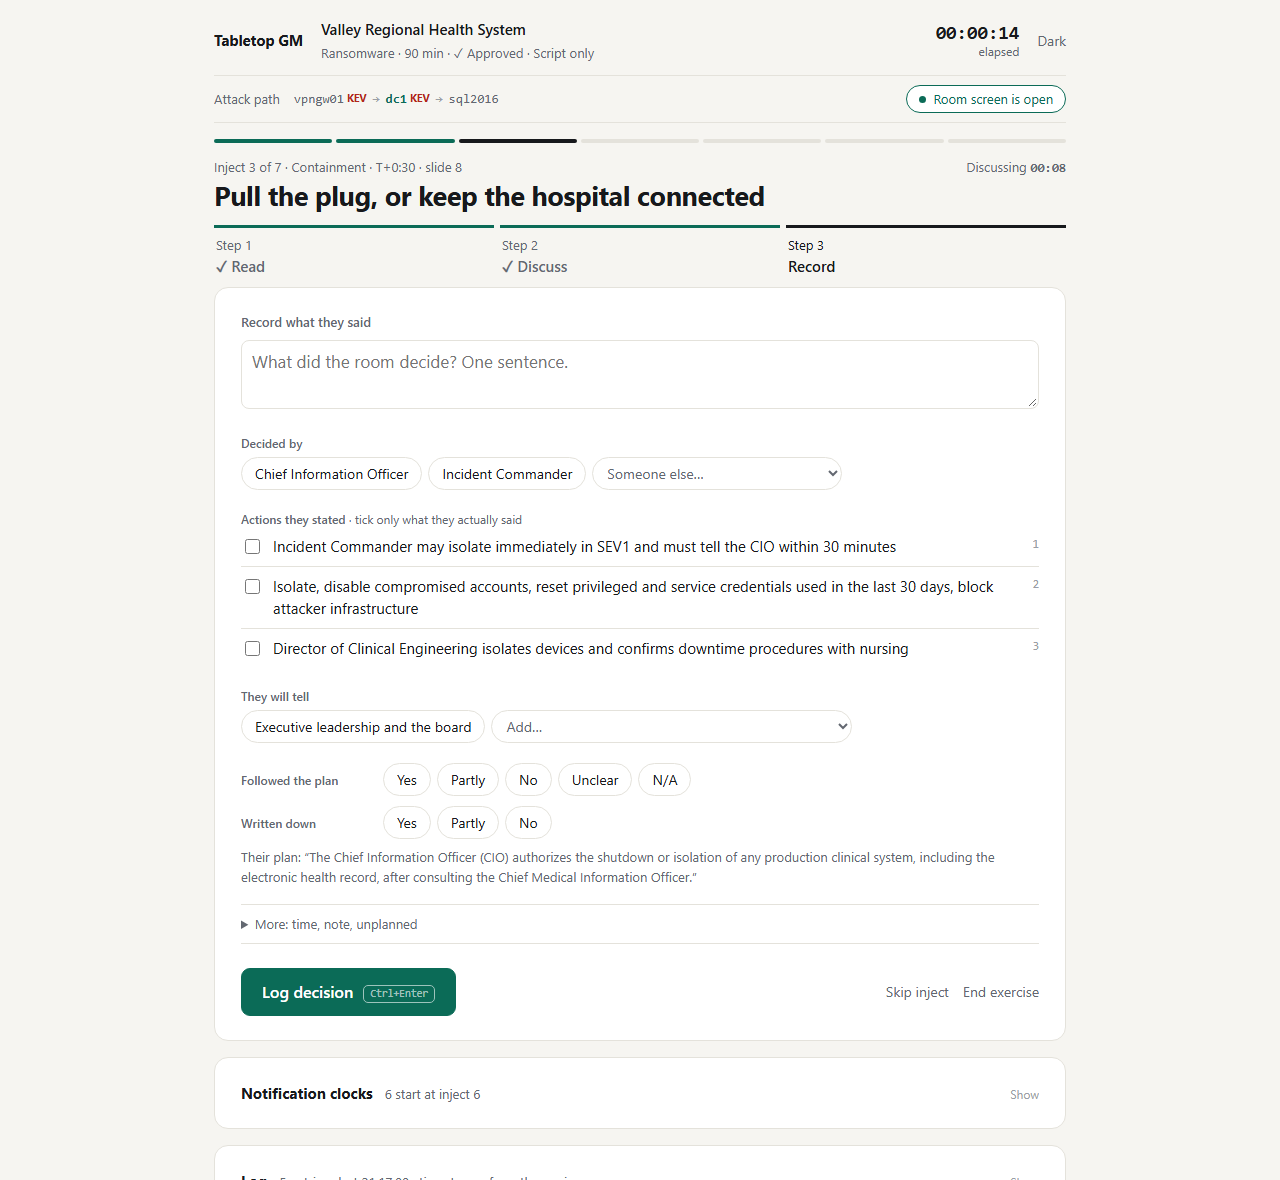 Tabletop GM
Valley Regional Health System
Ransomware · 90 min · ✓ Approved · Script only
00:00:14
elapsed
Dark
Attack path vpngw01 KEV → dc1 KEV → sql2016
Room screen is open
Inject 3 of 7 · Containment · T+0:30 · slide 8
Discussing 00:08
Pull the plug, or keep the hospital connected
Step 1
✓ Read
Step 2
✓ Discuss
Step 3
Record
Record what they said
What did the room decide? One sentence.
Decided by
Chief Information Officer
Incident Commander
Someone else...
Actions they stated · tick only what they actually said
Incident Commander may isolate immediately in SEV1 and must tell the CIO within 30 minutes 1
Isolate, disable compromised accounts, reset privileged and service credentials used in the last 30 days, block 2
attacker infrastructure
Director of Clinical Engineering isolates devices and confirms downtime procedures with nursing 3
They will tell
Executive leadership and the board
Add...
Followed the plan Yes Partly No Unclear N/A
Written down Yes Partly No
Their plan: “The Chief Information Officer (CIO) authorizes the shutdown or isolation of any production clinical system, including the
electronic health record, after consulting the Chief Medical Information Officer.”
More: time, note, unplanned
Log decision Ctrl+Enter
Skip inject End exercise
Notification clocks 6 start at inject 6
Show